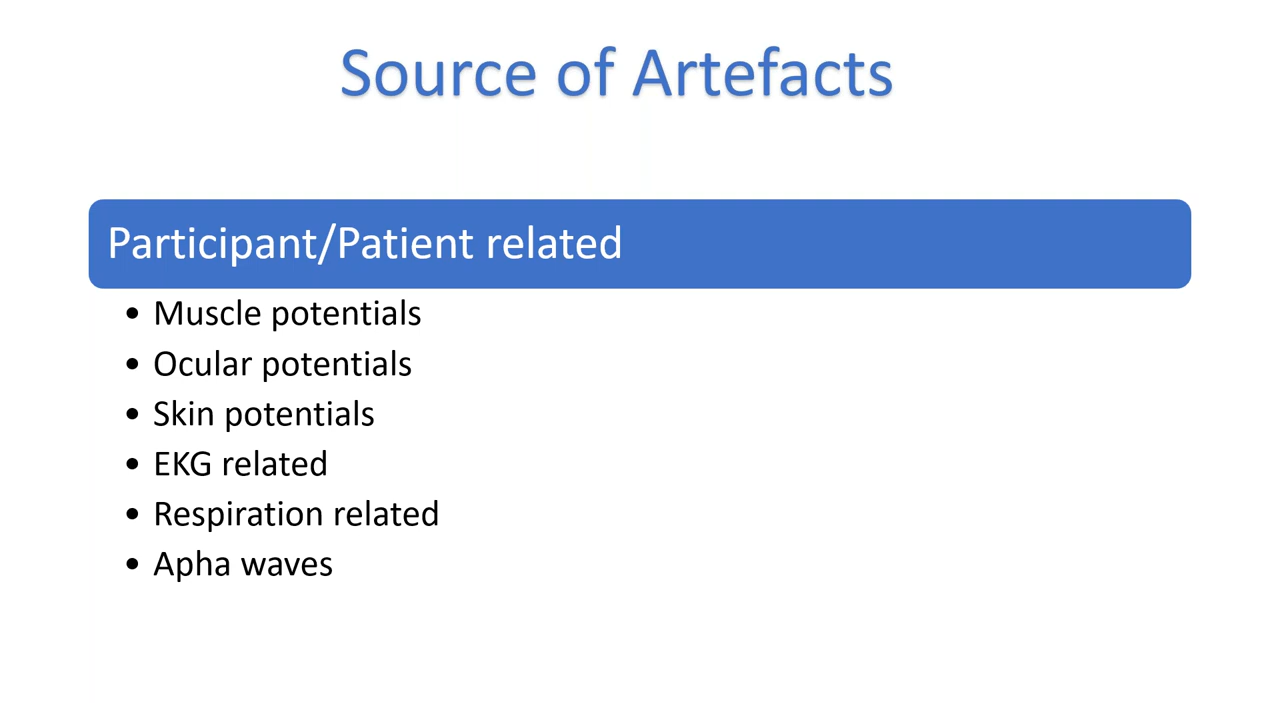 Source of Artefacts
Participant/Patient related
• Muscle potentials
• Ocular potentials
• Skin potentials
• EKG related
• Respiration related
• Apha waves